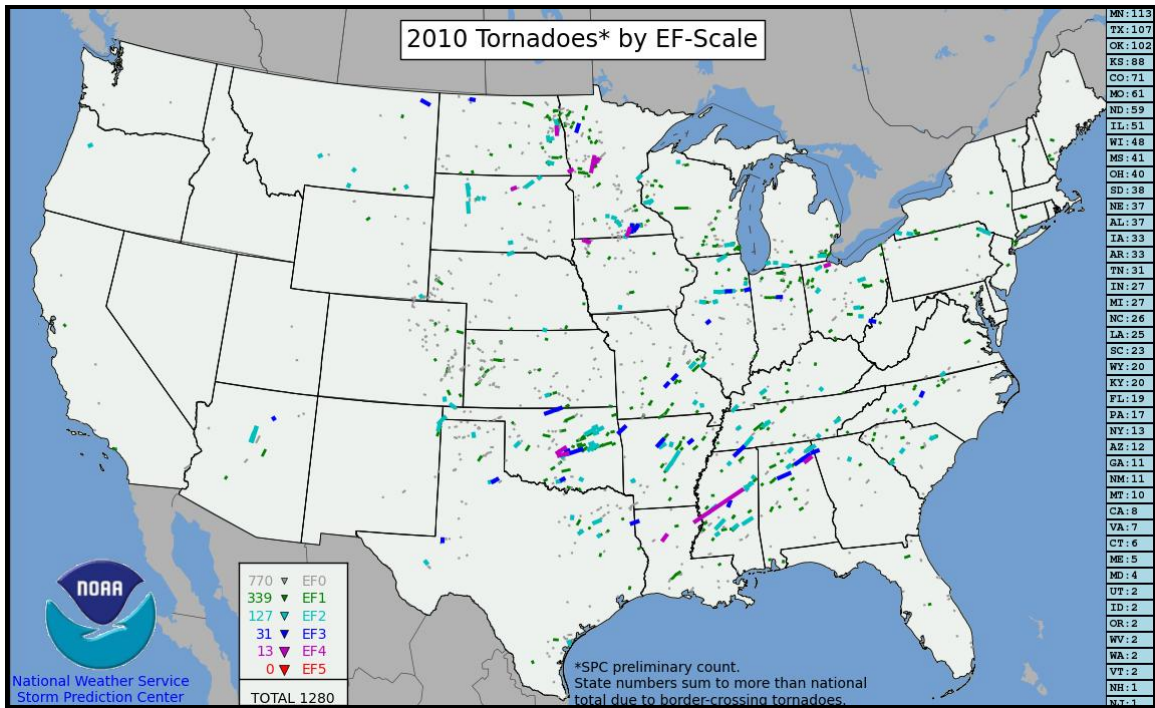 2010 Tornadoes* by EF-Scale
MN:113
TX:107
OK:102
KS:88
CO:71
MO:61
ND:59
IL:51
WI:48
MS:41
OH:40
SD:38
NE:37
AL:37
IA:33
AR:33
TN:31
IN:27
MI:27
NC:26
LA:25
SC:23
WY:20
KY:20
FL:19
PA:17
NY:13
AZ:12
GA:11
NM:11
MT:10
CA:8
VA:7
CT:6
ME:5
MD:4
UT:2
ID:2
OR:2
WV:2
WA:2
VT:2
NH:1
NJ:1
NOAA
National Weather Service
Storm Prediction Center
770 EF0
339 EF1
127 EF2
31 EF3
13 EF4
0 EF5
TOTAL 1280
*SPC preliminary count.
State numbers sum to more than national
total due to border-crossing tornadoes.